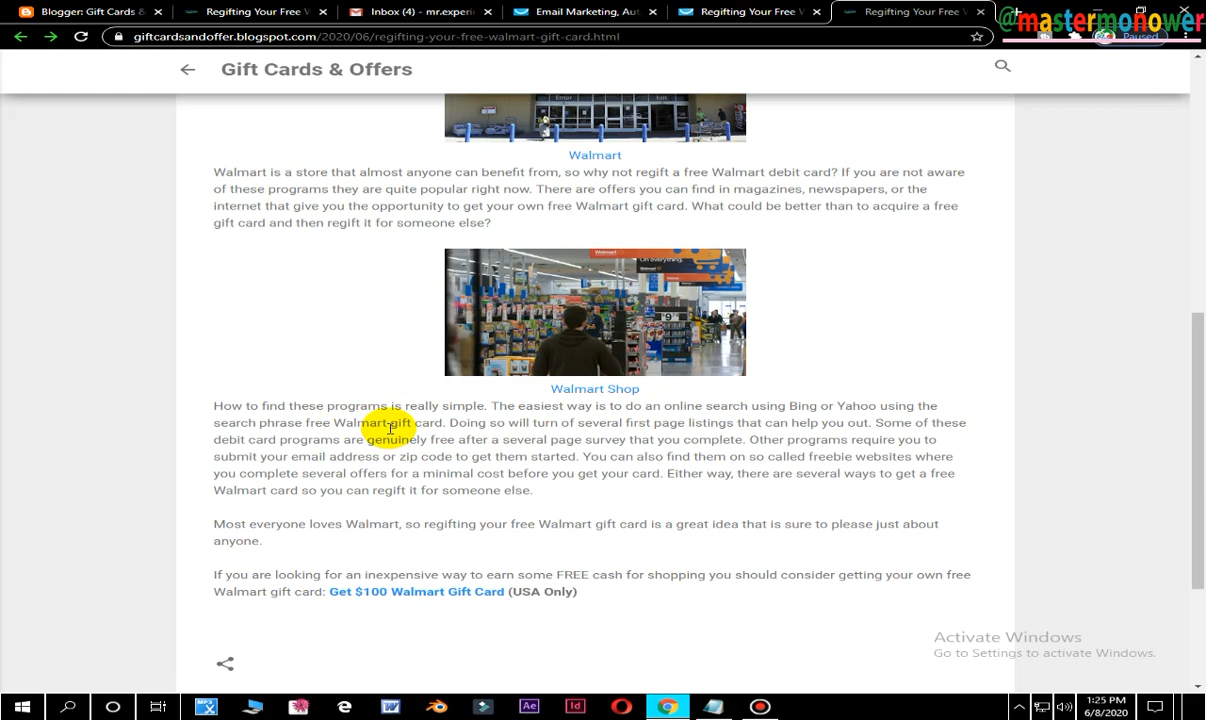 Blogger: Gift Cards &
Regifting Your Free
Inbox (4) - mr.experi
Email Marketing, Aut
Regifting Your Free
Regifting Your Free
@mastermonower
giftcardsandoffer.blogspot.com/2020/06/regifting-your-free-walmart-gift-card.html
Paused
Gift Cards & Offers
Enter
Exit
Walmart
Walmart is a store that almost anyone can benefit from, so why not regift a free Walmart debit card? If you are not aware
of these programs they are quite popular right now. There are offers you can find in magazines, newspapers, or the
internet that give you the opportunity to get your own free Walmart gift card. What could be better than to acquire a free
gift card and then regift it for someone else?
Walmart Shop
How to find these programs is really simple. The easiest way is to do an online search using Bing or Yahoo using the
search phrase free Walmart gift card. Doing so will turn of several first page listings that can help you out. Some of these
debit card programs are genuinely free after a several page survey that you complete. Other programs require you to
submit your email address or zip code to get them started. You can also find them on so called freebie websites where
you complete several offers for a minimal cost before you get your card. Either way, there are several ways to get a free
Walmart card so you can regift it for someone else.
Most everyone loves Walmart, so regifting your free Walmart gift card is a great idea that is sure to please just about
anyone.
If you are looking for an inexpensive way to earn some FREE cash for shopping you should consider getting your own free
Walmart gift card: Get $100 Walmart Gift Card (USA Only)
Activate Windows
Go to Settings to activate Windows.
1:25 PM
6/8/2020